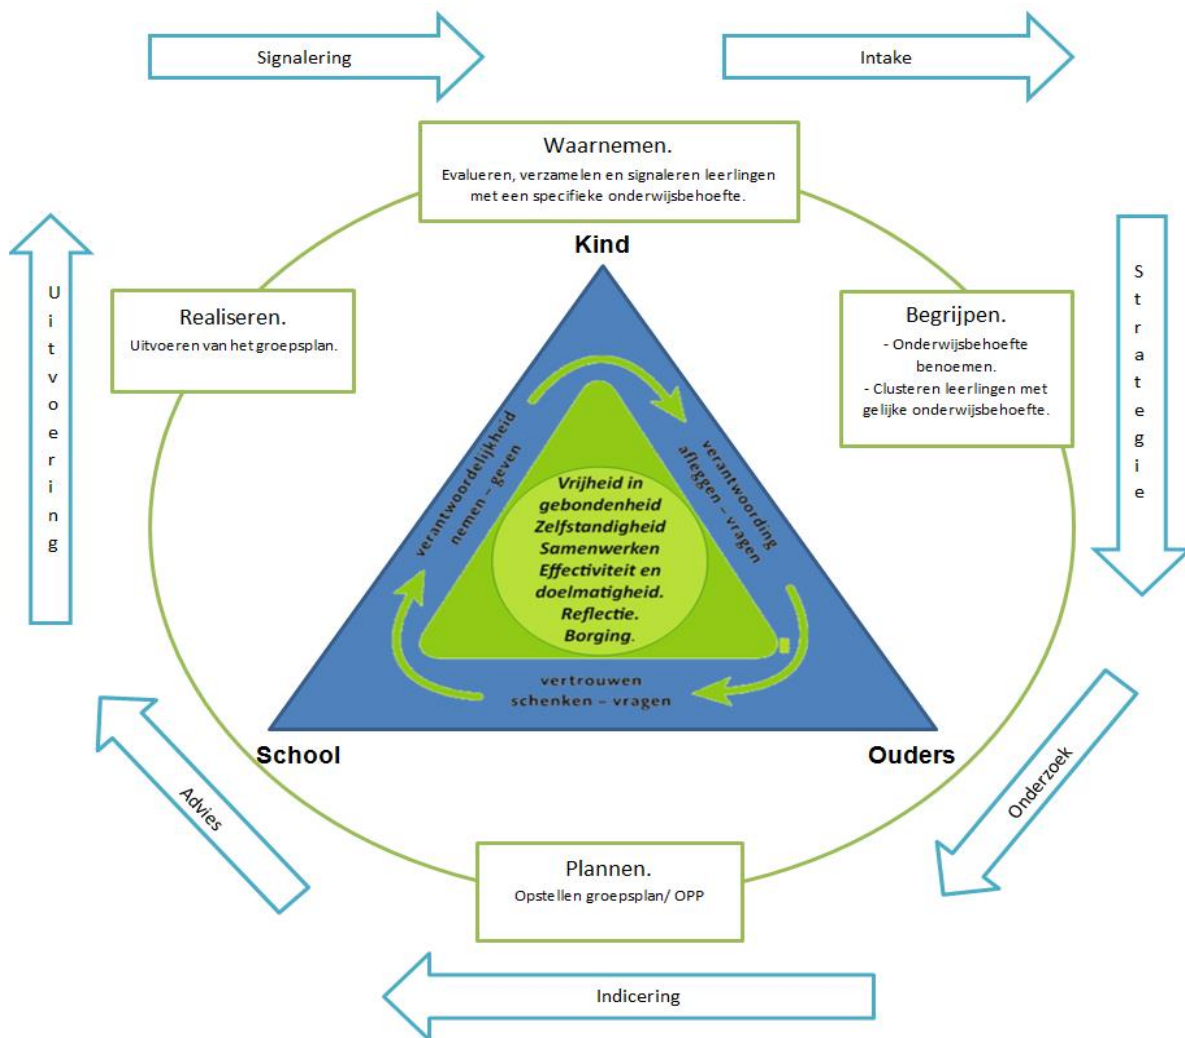 Signalering
Intake
Waarnemen.
Evalueren, verzamelen en signaleren leerlingen
met een specifieke onderwijsbehoefte.
Kind
Uitvoering
Realiseren.
Uitvoeren van het groepsplan.
Begrijpen.
- Onderwijsbehoefte
benoemen.
- Clusteren leerlingen met
gelijke onderwijsbehoefte.
Strategie
verantwoordelijkheid
nemen – geven
verantwoording
afleggen – vragen
Vrijheid in
gebondenheid
Zelfstandigheid
Samenwerken
Effectiviteit en
doelmatigheid.
Reflectie.
Borging.
vertrouwen
schenken – vragen
School
Ouders
Advies
Onderzoek
Plannen.
Opstellen groepsplan/ OPP
Indicering